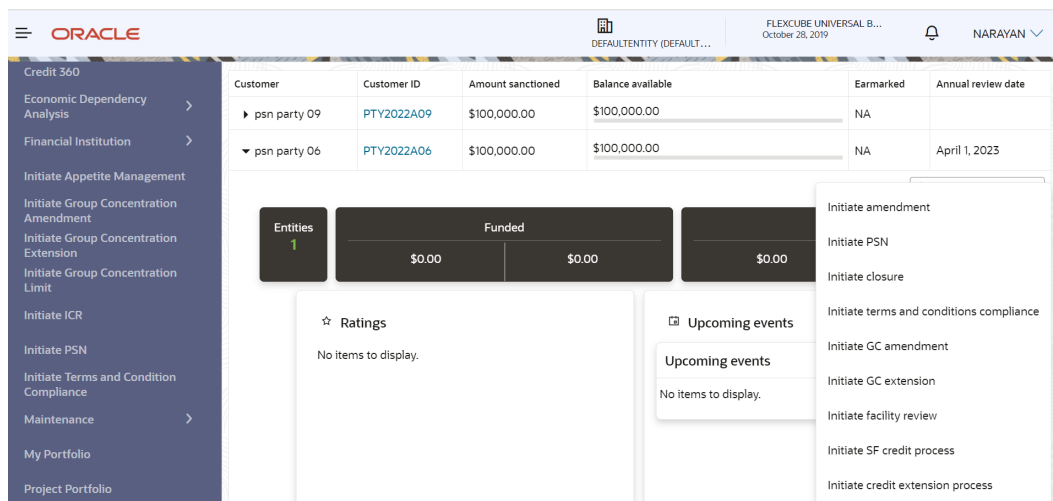 ORACLE
DEFAULTENTITY (DEFAULT...
FLEXCUBE UNIVERSAL B...
October 28, 2019
NARAYAN
Credit 360
Economic Dependency
Analysis
Financial Institution
Initiate Appetite Management
Initiate Group Concentration
Amendment
Initiate Group Concentration
Extension
Initiate Group Concentration
Limit
Initiate ICR
Initiate PSN
Initiate Terms and Condition
Compliance
Maintenance
My Portfolio
Project Portfolio
Customer Customer ID Amount sanctioned Balance available Earmarked Annual review date
psn party 09 PTY2022A09 $100,000.00 $100,000.00 NA
psn party 06 PTY2022A06 $100,000.00 $100,000.00 NA April 1, 2023
Entities
1
Funded
$0.00 $0.00
$0.00
Ratings
No items to display.
Upcoming events
Upcoming events
No items to display.
Initiate amendment
Initiate PSN
Initiate closure
Initiate terms and conditions compliance
Initiate GC amendment
Initiate GC extension
Initiate facility review
Initiate SF credit process
Initiate credit extension process